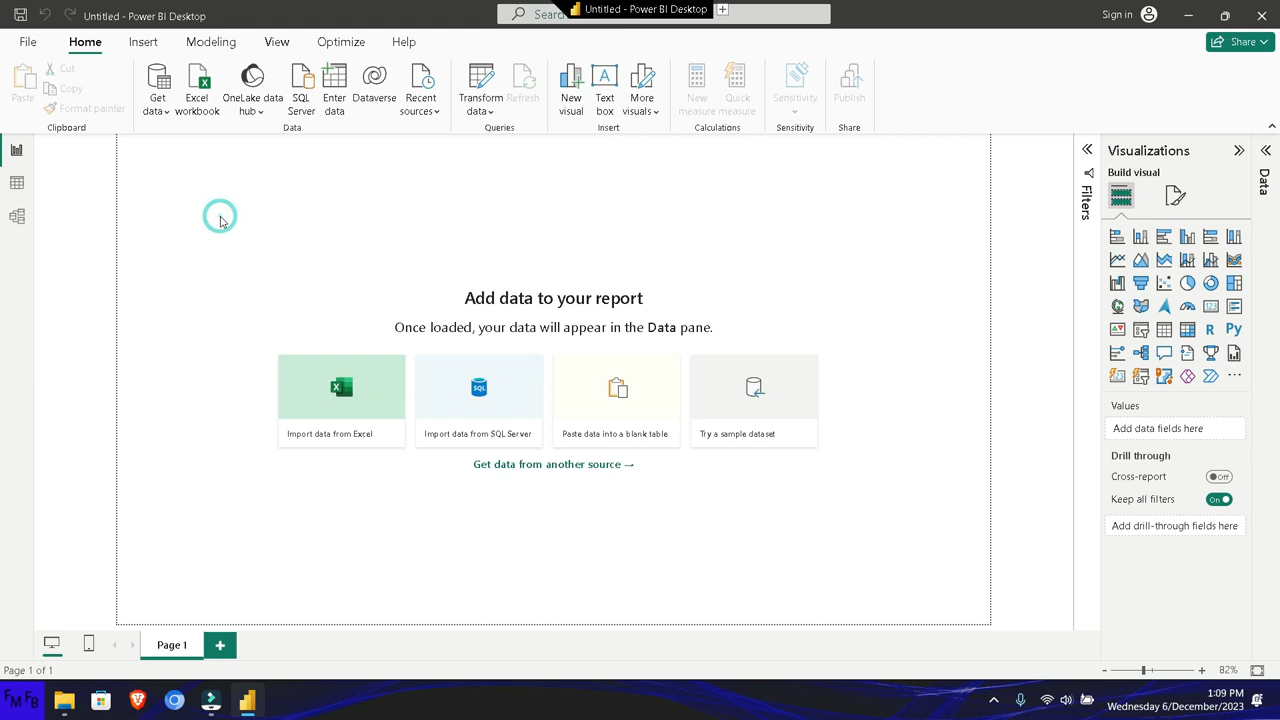 Untitled - Power BI Desktop
Sear
Untitled - Power BI Desktop
Sign in
File
Home
Insert
Modeling
View
Optimize
Help
Share
Paste
Cut
Copy
Format painter
Clipboard
Get data
Excel workbook
OneLake data hub
SQL Server
Enter data
Dataverse
Recent sources
Data
Transform data
Refresh
Queries
New visual
Text box
More visuals
Insert
New measure
Quick measure
Calculations
Sensitivity
Sensitivity
Publish
Share
Add data to your report
Once loaded, your data will appear in the Data pane.
X
SQL
Import data from Excel
Import data from SQL Server
Paste data into a blank table
Try a sample dataset
Get data from another source →
Filters
Visualizations
Build visual
123
R
Py
Values
Add data fields here
Drill through
Cross-report
Off
Keep all filters
On
Add drill-through fields here
Data
Page 1
Page 1 of 1
82%
FM FB
1:09 PM
Wednesday 6/December/2023